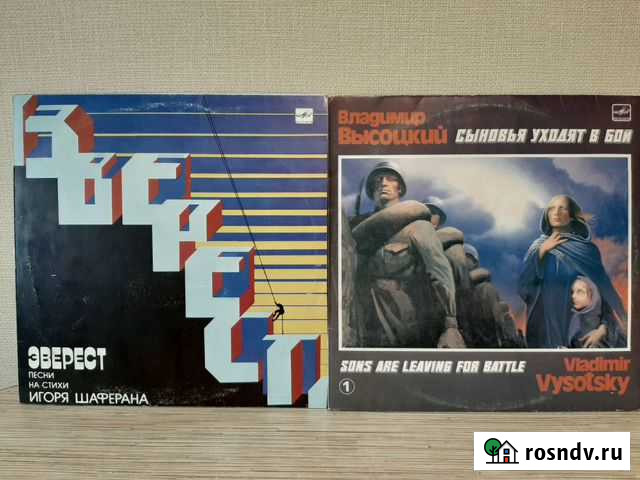 ЭВЕРЕСТ
ЭВЕРЕСТ
ПЕСНИ
НА СТИХИ
ИГОРЯ ШАФЕРАНА
Владимир
Высоцкий
СЫНОВЬЯ УХОДЯТ В БОЙ
SONS ARE LEAVING FOR BATTLE
Vladimir
Vysotsky
1
rosndv.ru